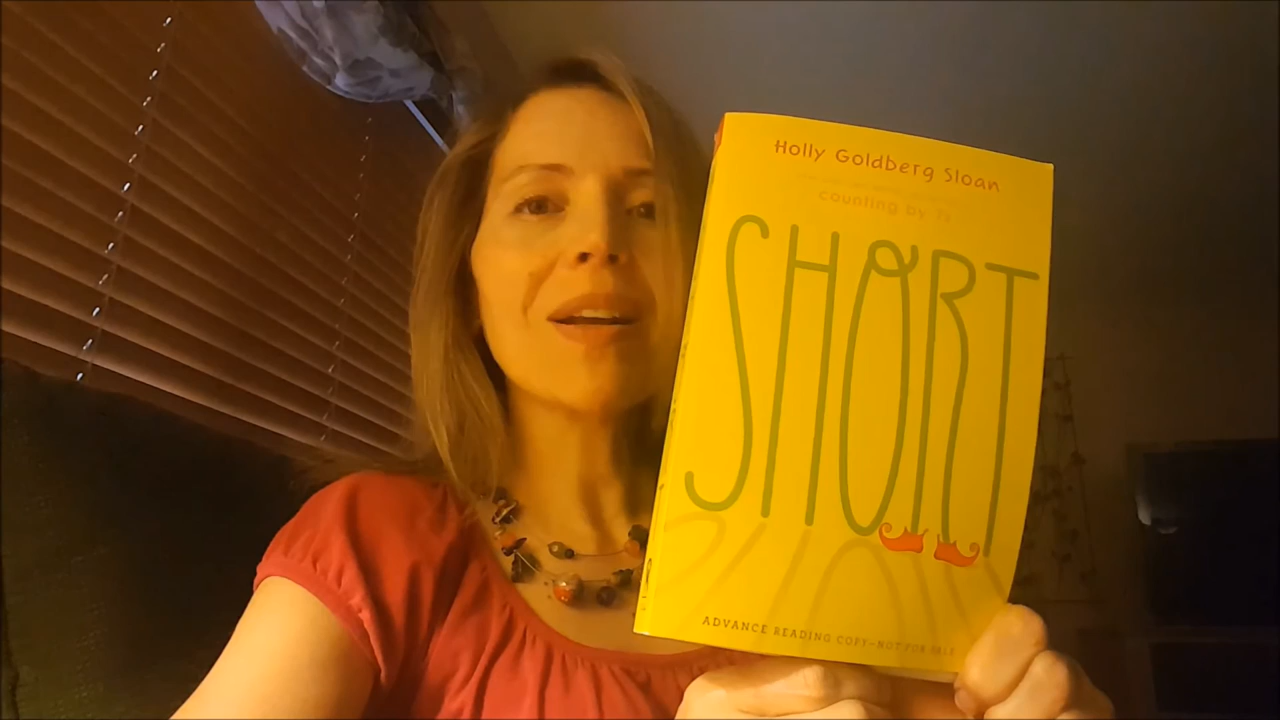 Holly Goldberg Sloan
counting by 7s
SHORT
ADVANCE READING COPY—NOT FOR SALE